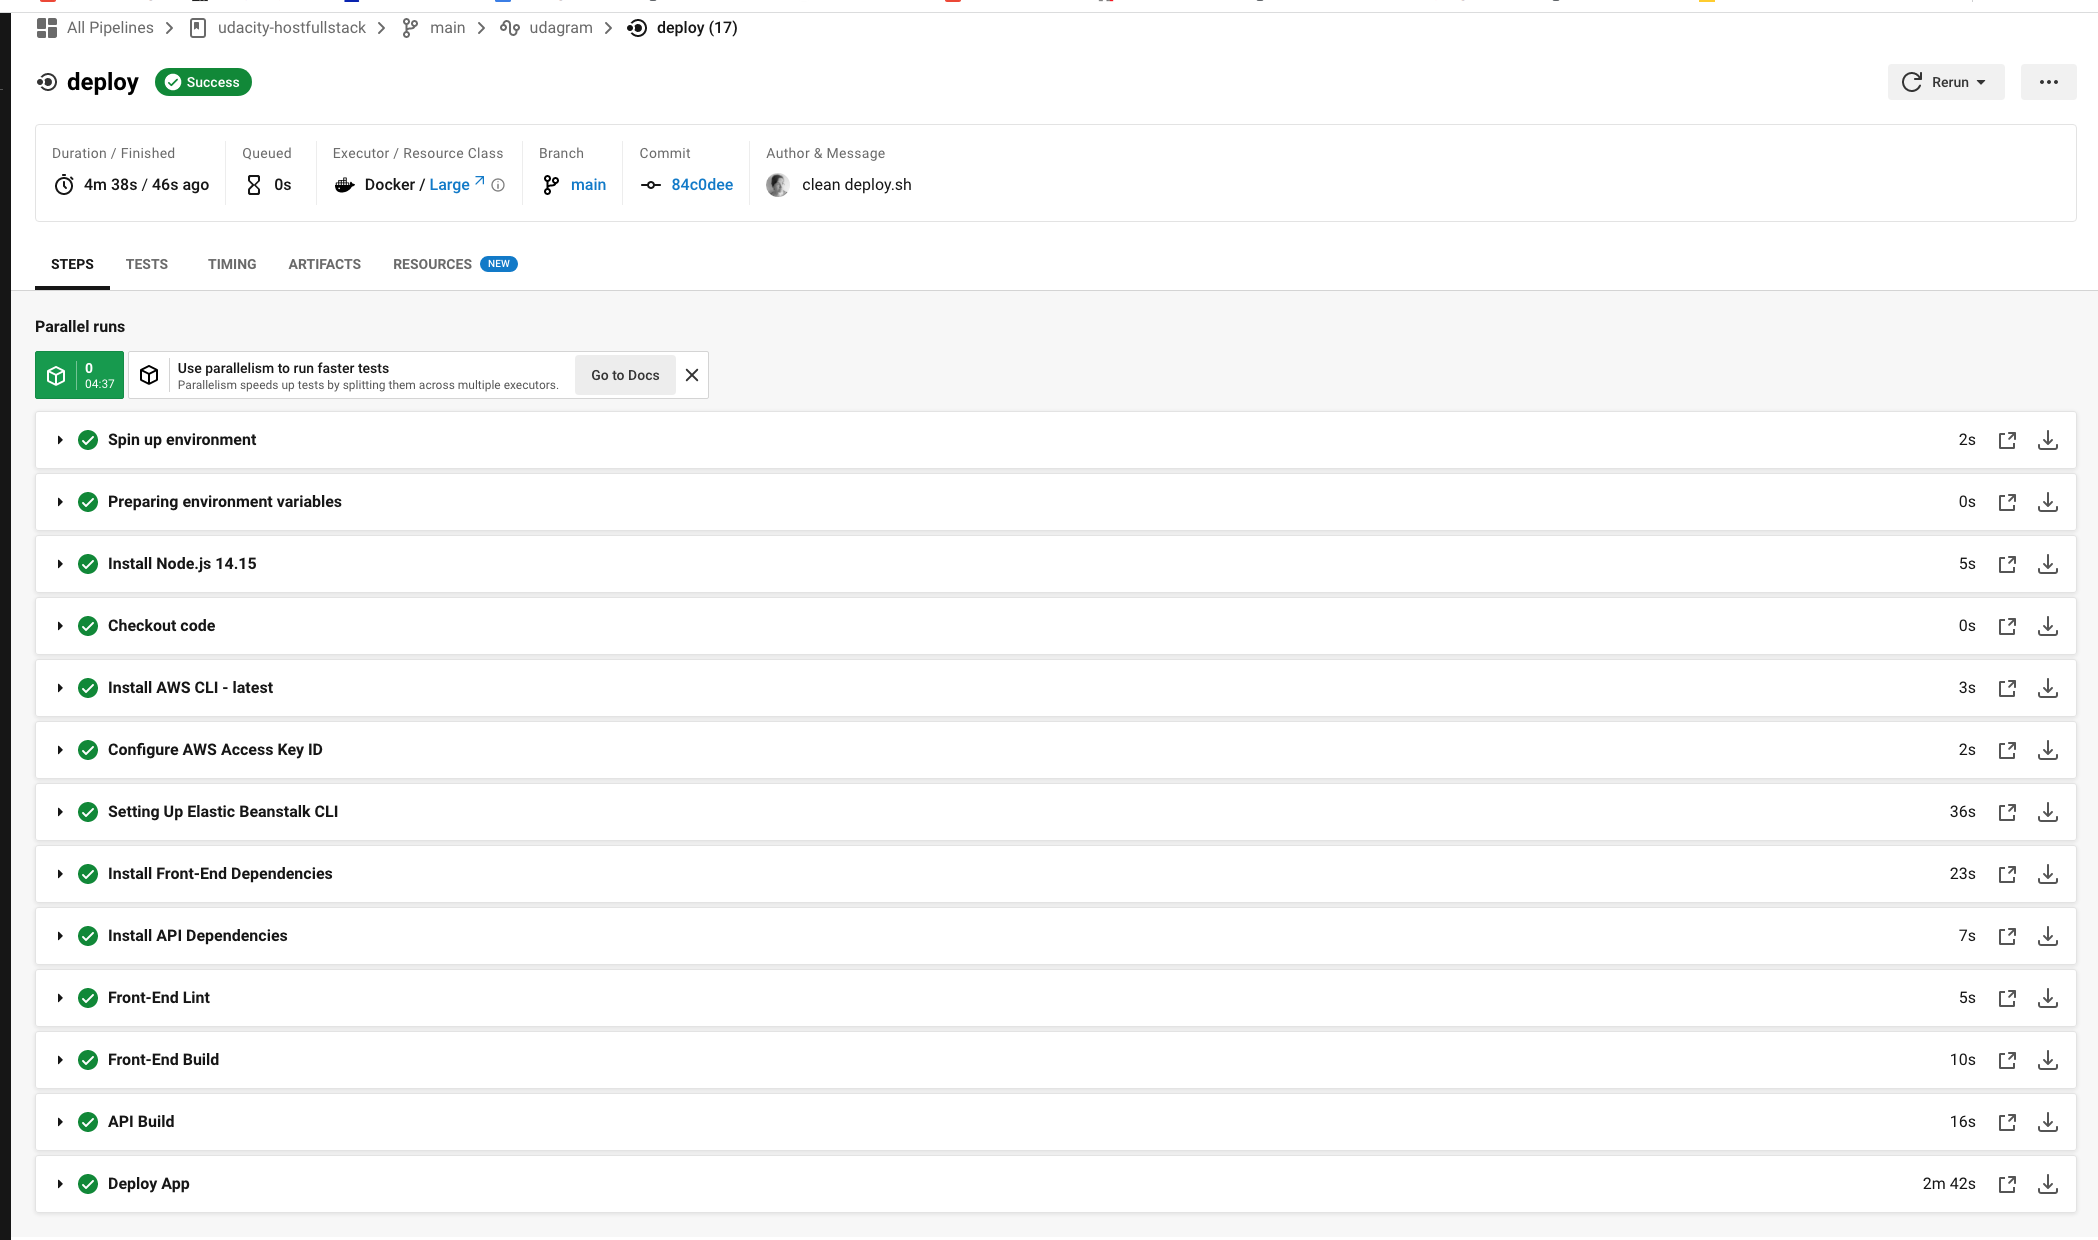 All Pipelines udacity-hostfullstack main udagram deploy (17)
deploy Success Rerun
Duration / Finished Queued Executor / Resource Class Branch Commit Author & Message
4m 38s / 46s ago 0s Docker / Large main 84c0dee clean deploy.sh
STEPS TESTS TIMING ARTIFACTS RESOURCES NEW
Parallel runs
0
04:37
Use parallelism to run faster tests
Parallelism speeds up tests by splitting them across multiple executors.
Go to Docs
Spin up environment 2s
Preparing environment variables 0s
Install Node.js 14.15 5s
Checkout code 0s
Install AWS CLI - latest 3s
Configure AWS Access Key ID 2s
Setting Up Elastic Beanstalk CLI 36s
Install Front-End Dependencies 23s
Install API Dependencies 7s
Front-End Lint 5s
Front-End Build 10s
API Build 16s
Deploy App 2m 42s